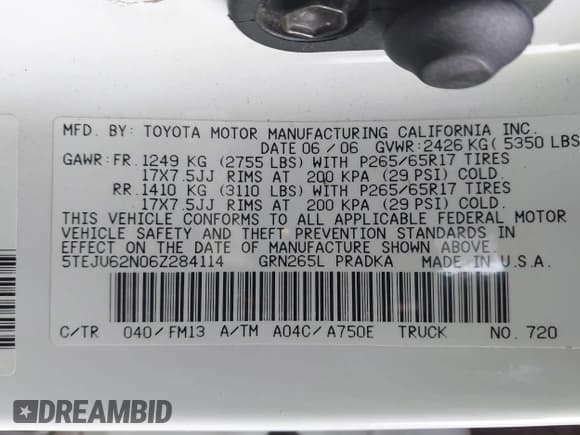 MFD. BY: TOYOTA MOTOR MANUFACTURING CALIFORNIA INC.
DATE 06/06 GVWR: 2426 KG( 5350 LBS
GAWR: FR. 1249 KG (2755 LBS) WITH P265/65R17 TIRES
17X7.5JJ RIMS AT 200 KPA (29 PSI) COLD.
RR. 1410 KG (3110 LBS) WITH P265/65R17 TIRES
17X7.5JJ RIMS AT 200 KPA (29 PSI) COLD.
THIS VEHICLE CONFORMS TO ALL APPLICABLE FEDERAL MOTOR
VEHICLE SAFETY AND THEFT PREVENTION STANDARDS IN
EFFECT ON THE DATE OF MANUFACTURE SHOWN ABOVE.
5TEJU62N06Z284114 GRN265L PRADKA MADE IN U.S.A.
C/TR 040/FM13 A/TM A04C/A750E TRUCK NO. 720
DREAMBID